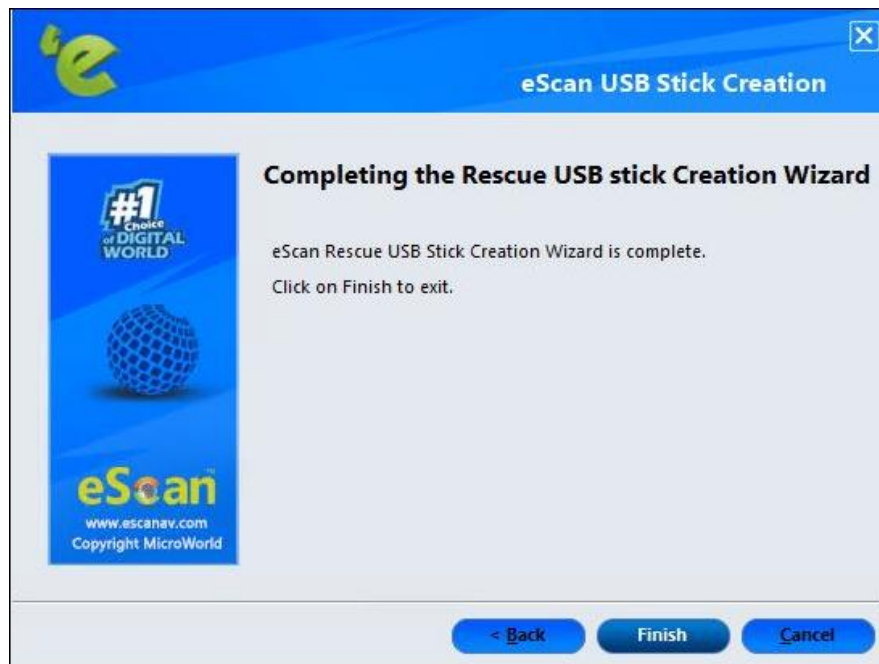 eScan USB Stick Creation
#1
Choice
of DIGITAL
WORLD
Completing the Rescue USB stick Creation Wizard
eScan Rescue USB Stick Creation Wizard is complete.
Click on Finish to exit.
eScan
www.escanav.com
Copyright MicroWorld
< Back
Finish
Cancel